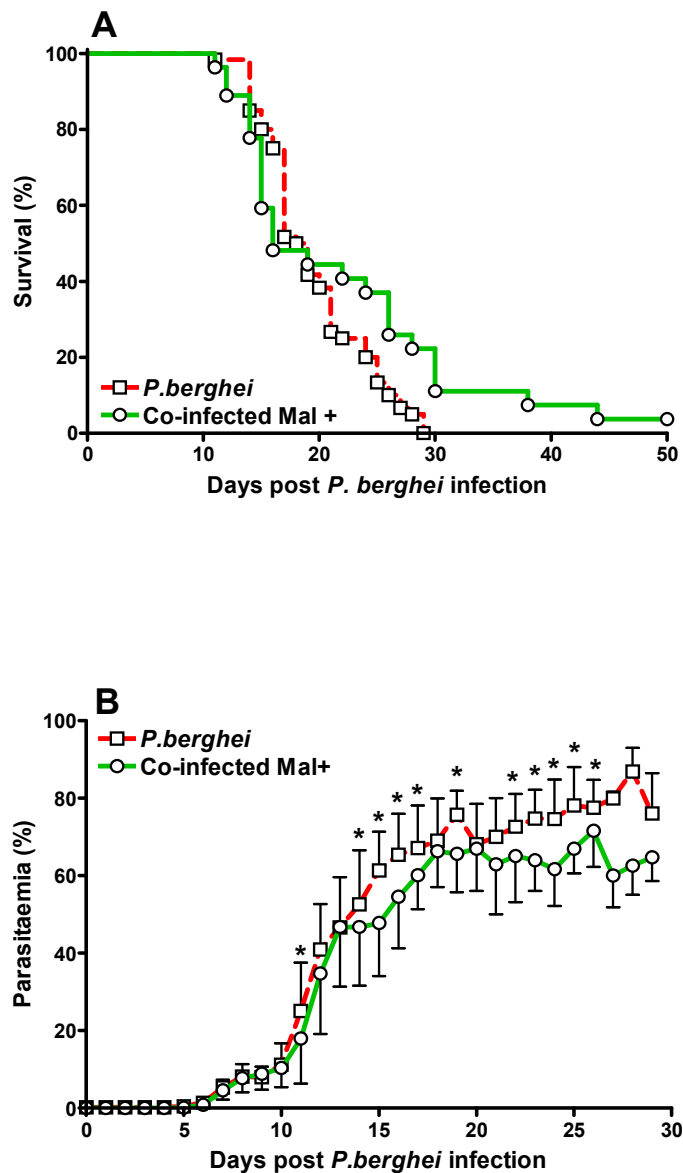 A
100
80
60
40
20
0
Survival (%)
P.berghei
Co-infected Mal +
0 10 20 30 40 50
Days post P. berghei infection
B
100
80
60
40
20
0
Parasitaemia (%)
P.berghei
Co-infected Mal+
* * * * * * * * * * *
0 5 10 15 20 25 30
Days post P.berghei infection